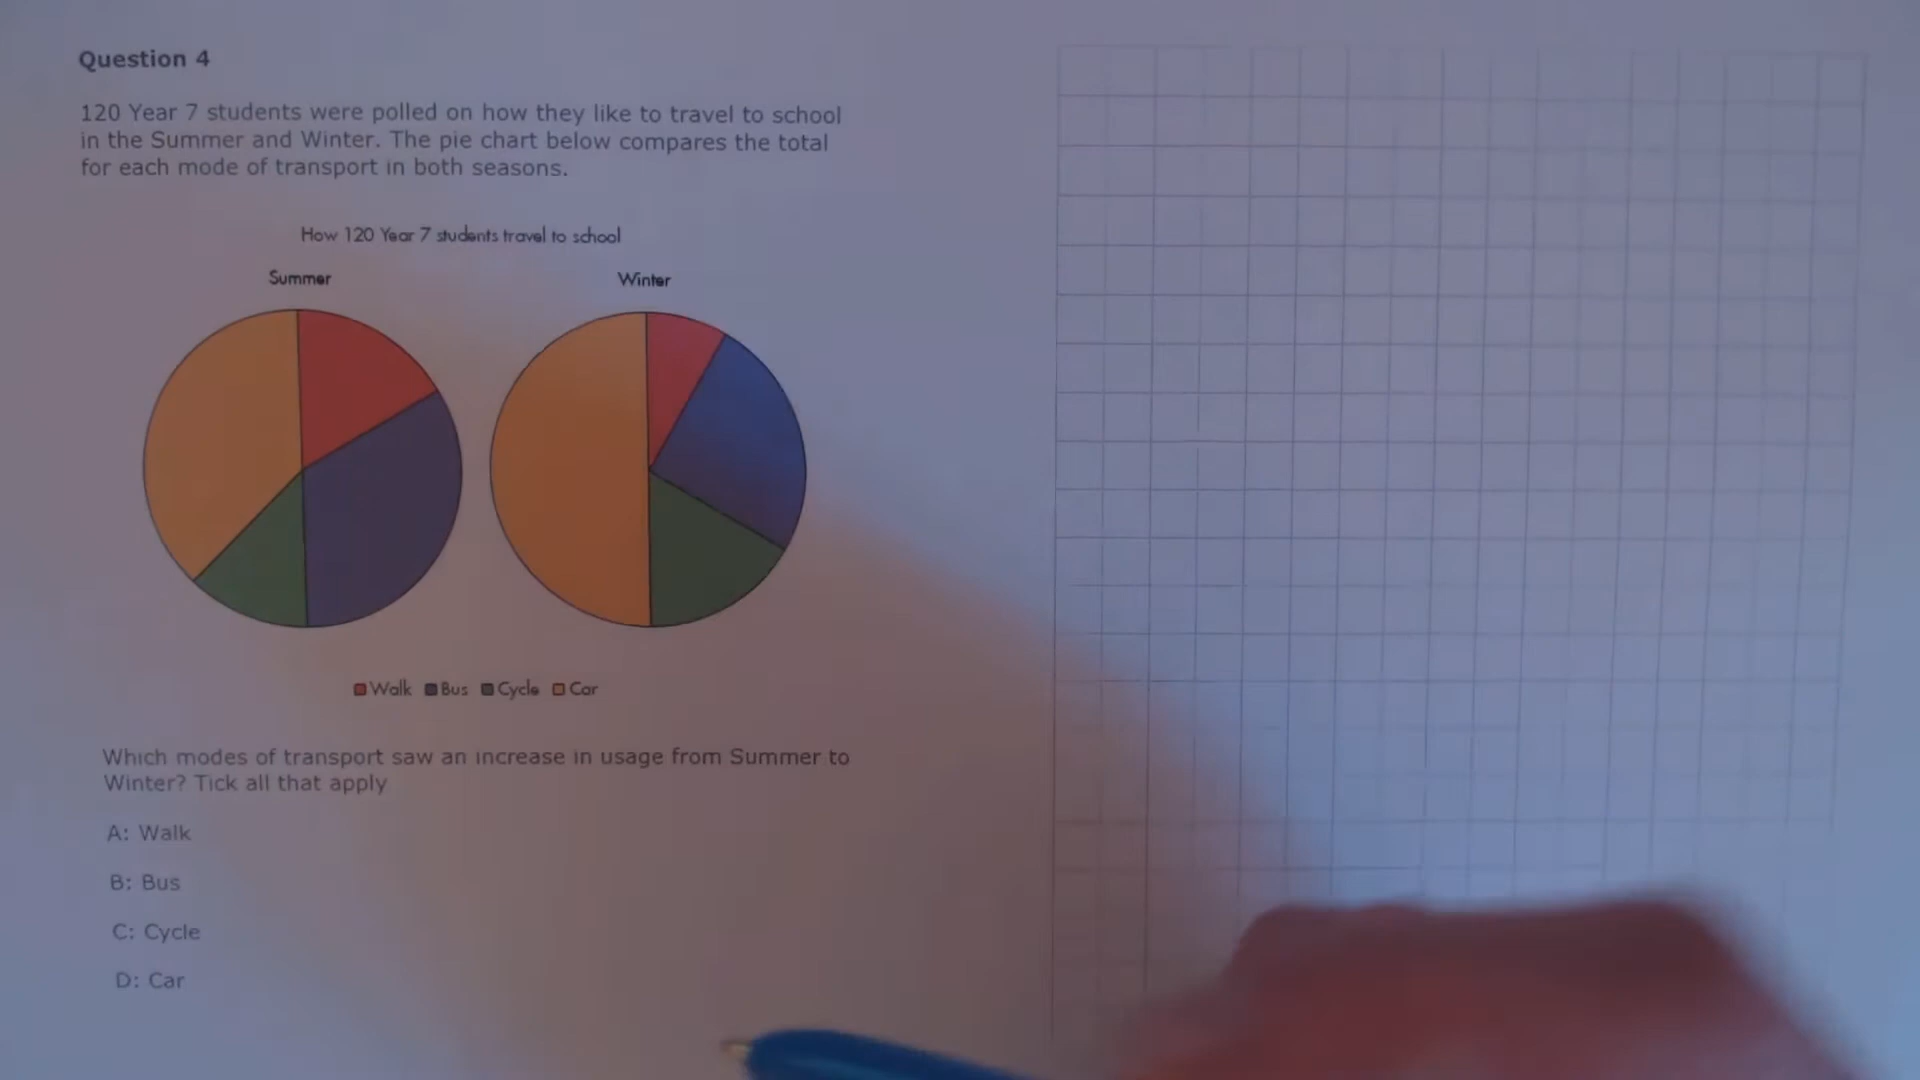 Question 4
120 Year 7 students were polled on how they like to travel to school
in the Summer and Winter. The pie chart below compares the total
for each mode of transport in both seasons.
How 120 Year 7 students travel to school
Summer Winter
Walk Bus Cycle Car
Which modes of transport saw an increase in usage from Summer to
Winter? Tick all that apply
A: Walk
B: Bus
C: Cycle
D: Car